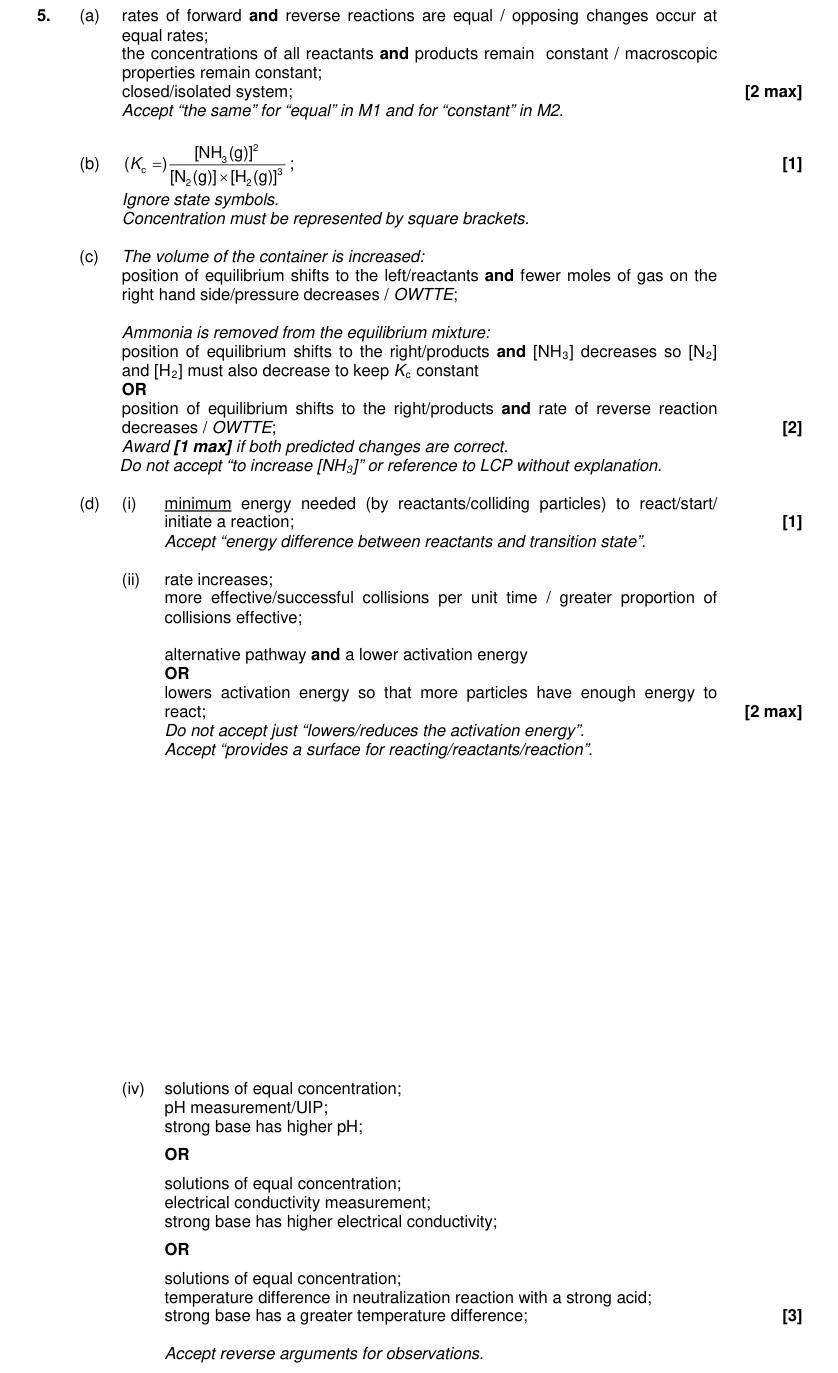 5. (a) rates of forward and reverse reactions are equal / opposing changes occur at
equal rates;
the concentrations of all reactants and products remain constant / macroscopic
properties remain constant;
closed/isolated system; [2 max]
Accept “the same” for “equal” in M1 and for “constant” in M2.
(b) (Kc =) [NH3(g)]² / [N2(g)]×[H2(g)]³ ; [1]
Ignore state symbols.
Concentration must be represented by square brackets.
(c) The volume of the container is increased:
position of equilibrium shifts to the left/reactants and fewer moles of gas on the
right hand side/pressure decreases / OWTTE;
Ammonia is removed from the equilibrium mixture:
position of equilibrium shifts to the right/products and [NH3] decreases so [N2]
and [H2] must also decrease to keep Kc constant
OR
position of equilibrium shifts to the right/products and rate of reverse reaction
decreases / OWTTE; [2]
Award [1 max] if both predicted changes are correct.
Do not accept “to increase [NH3]” or reference to LCP without explanation.
(d) (i) minimum energy needed (by reactants/colliding particles) to react/start/
initiate a reaction; [1]
Accept “energy difference between reactants and transition state”.
(ii) rate increases;
more effective/successful collisions per unit time / greater proportion of
collisions effective;
alternative pathway and a lower activation energy
OR
lowers activation energy so that more particles have enough energy to
react; [2 max]
Do not accept just “lowers/reduces the activation energy”.
Accept “provides a surface for reacting/reactants/reaction”.
(iv) solutions of equal concentration;
pH measurement/UIP;
strong base has higher pH;
OR
solutions of equal concentration;
electrical conductivity measurement;
strong base has higher electrical conductivity;
OR
solutions of equal concentration;
temperature difference in neutralization reaction with a strong acid;
strong base has a greater temperature difference; [3]
Accept reverse arguments for observations.